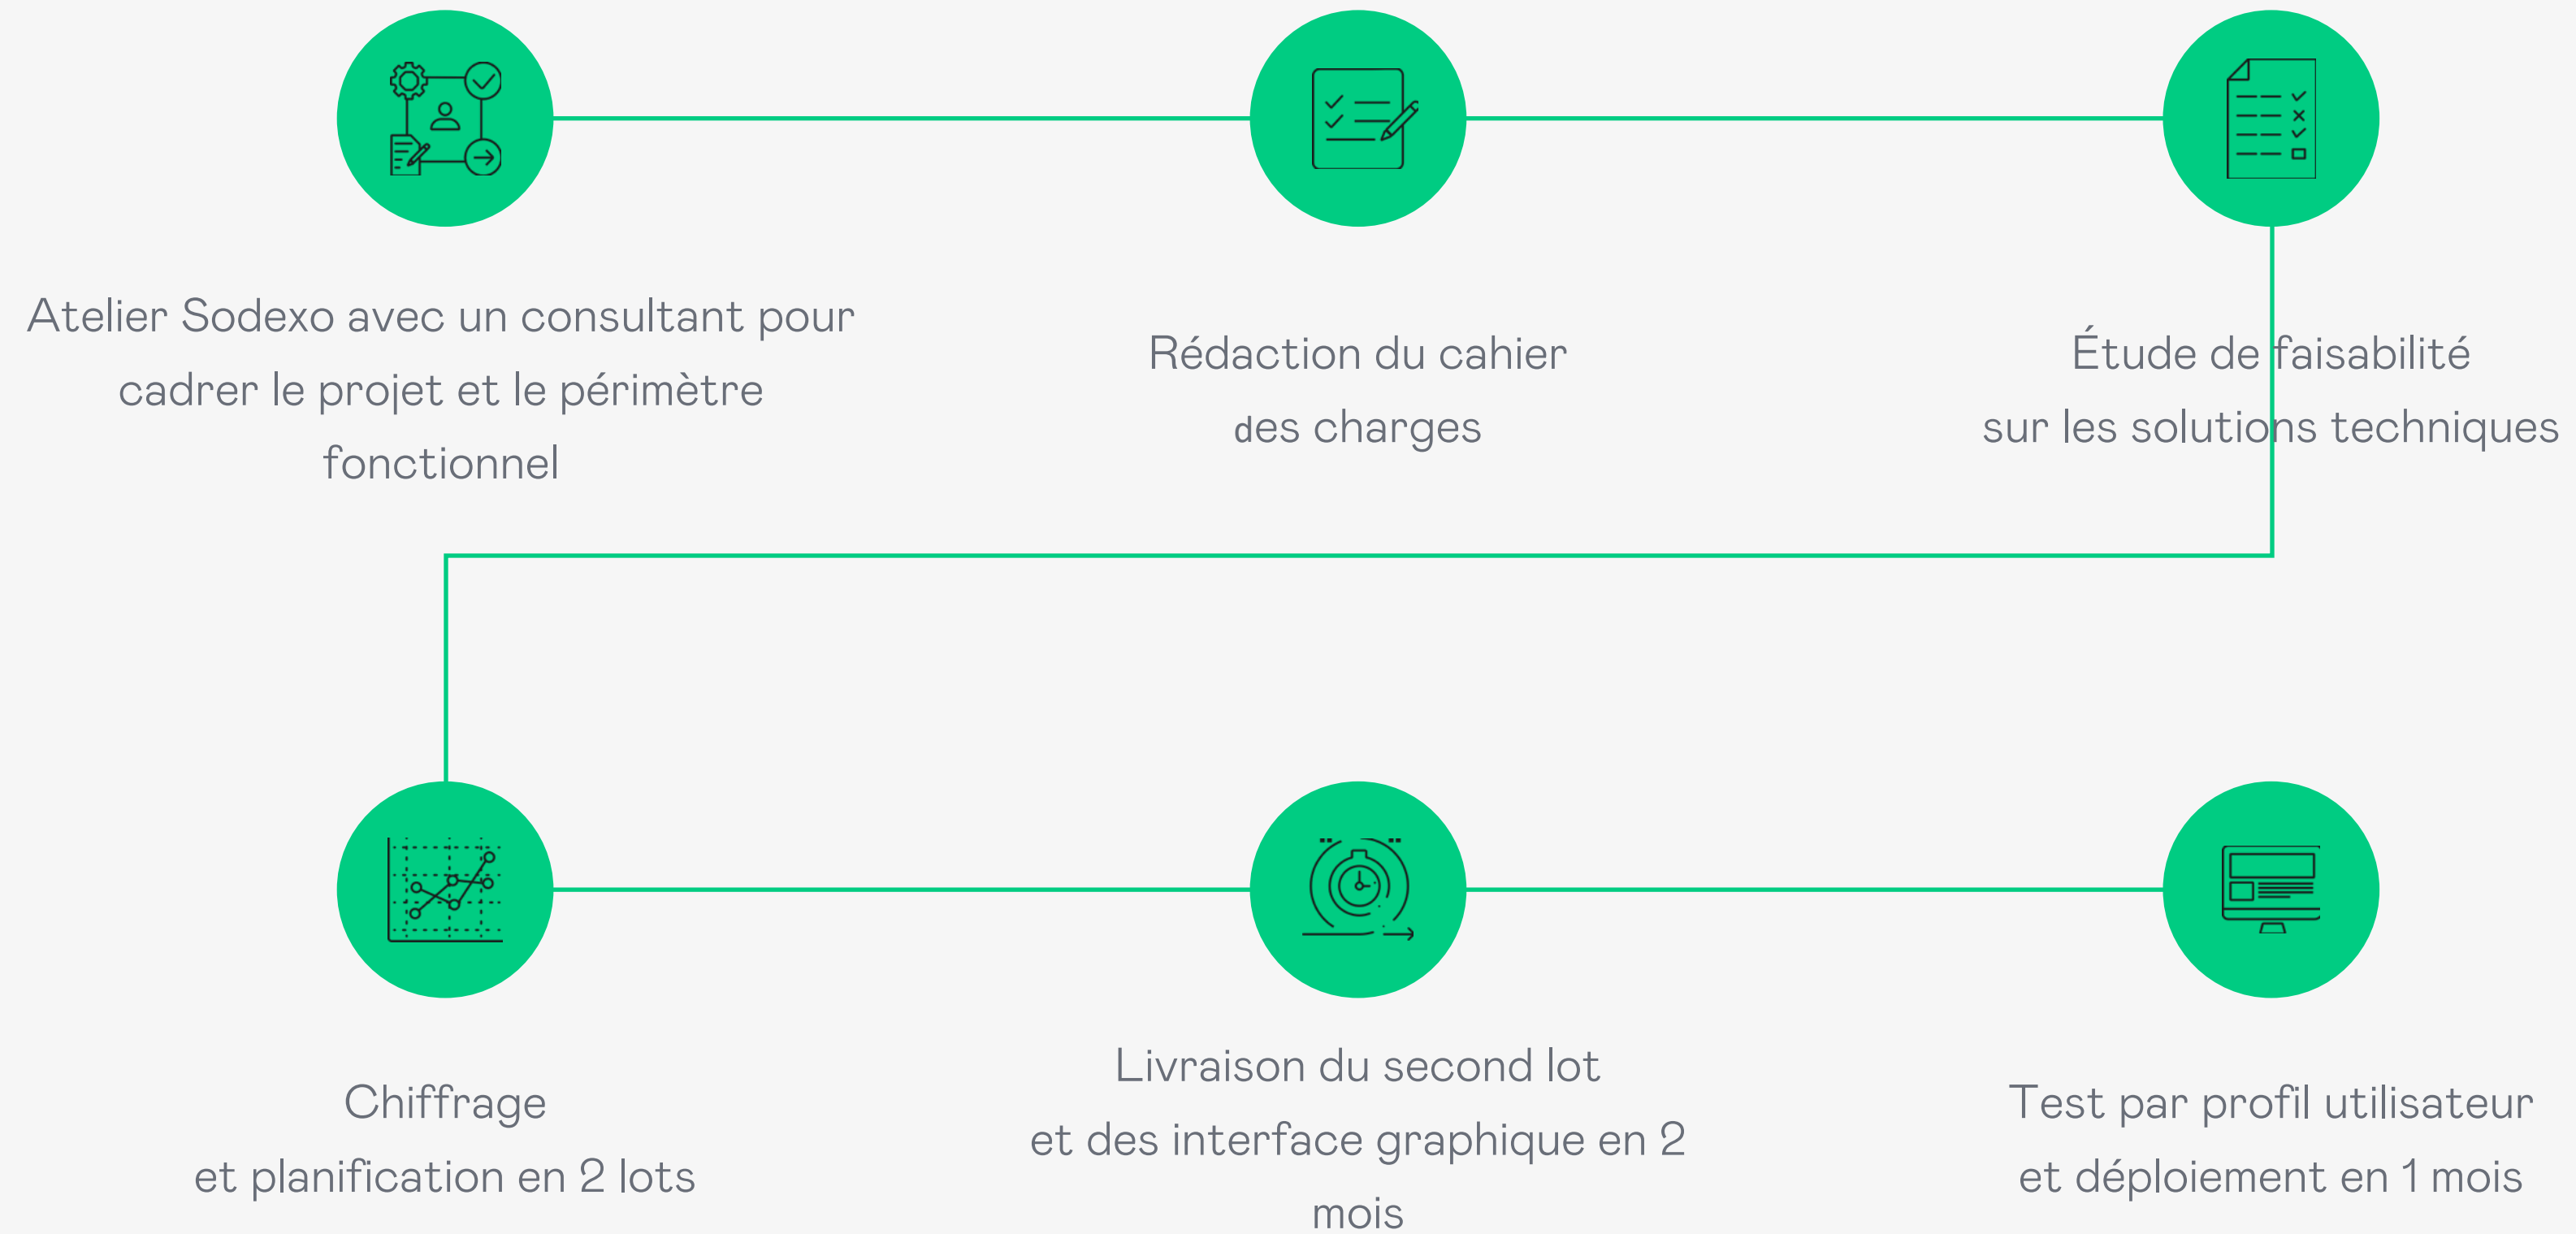 Atelier Sodexo avec un consultant pour
cadrer le projet et le périmètre
fonctionnel
Rédaction du cahier
des charges
Étude de faisabilité
sur les solutions techniques
Chiffrage
et planification en 2 lots
Livraison du second lot
et des interface graphique en 2
mois
Test par profil utilisateur
et déploiement en 1 mois